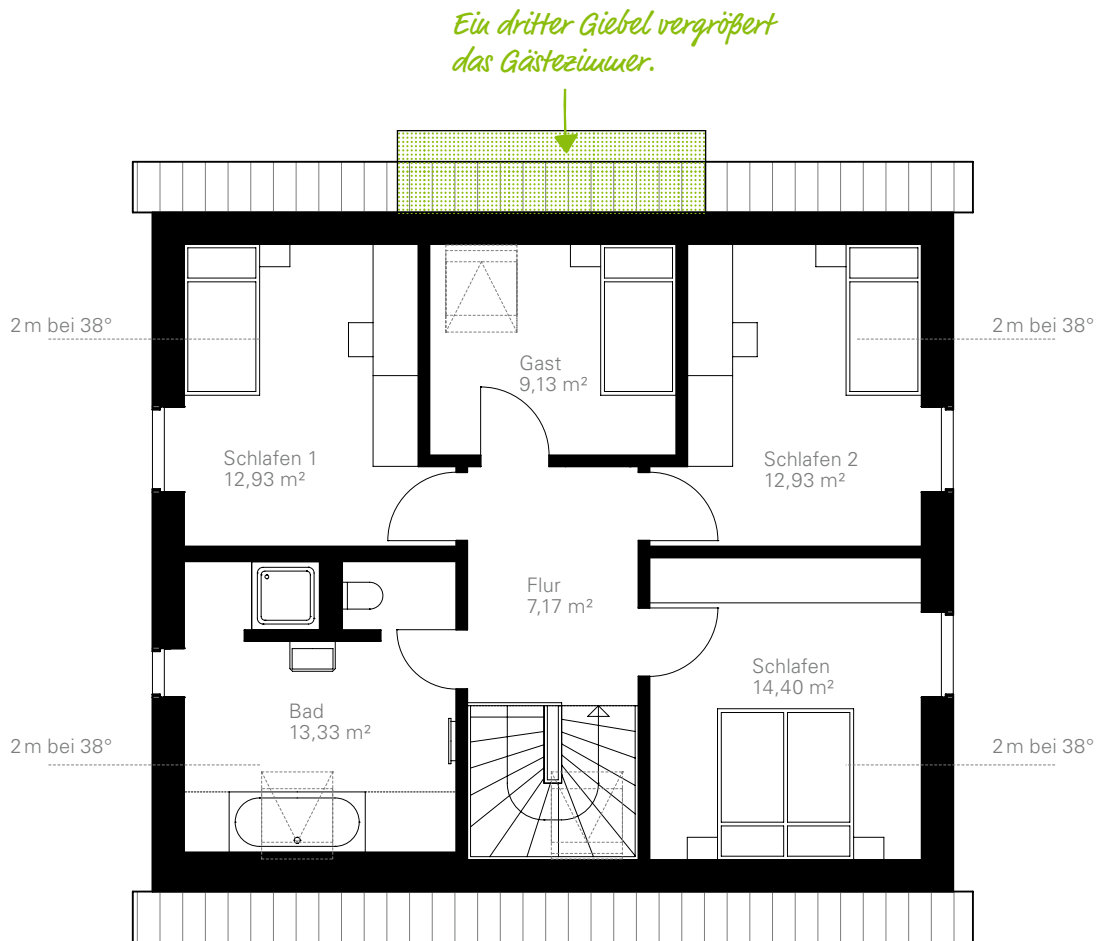 Ein dritter Giebel vergrößert
das Gästezimmer.
2 m bei 38°
2 m bei 38°
Gast
9,13 m²
Schlafen 1
12,93 m²
Schlafen 2
12,93 m²
Flur
7,17 m²
Schlafen
14,40 m²
Bad
13,33 m²
2 m bei 38°
2 m bei 38°